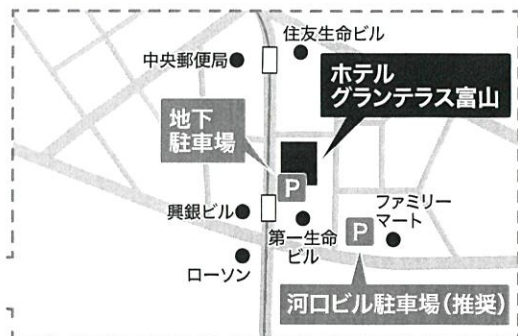 住友生命ビル
中央郵便局
ホテル
グランテラス富山
地下
駐車場
P
興銀ビル
第一生命
ビル
P
ファミリー
マート
ローソン
河口ビル駐車場(推奨)